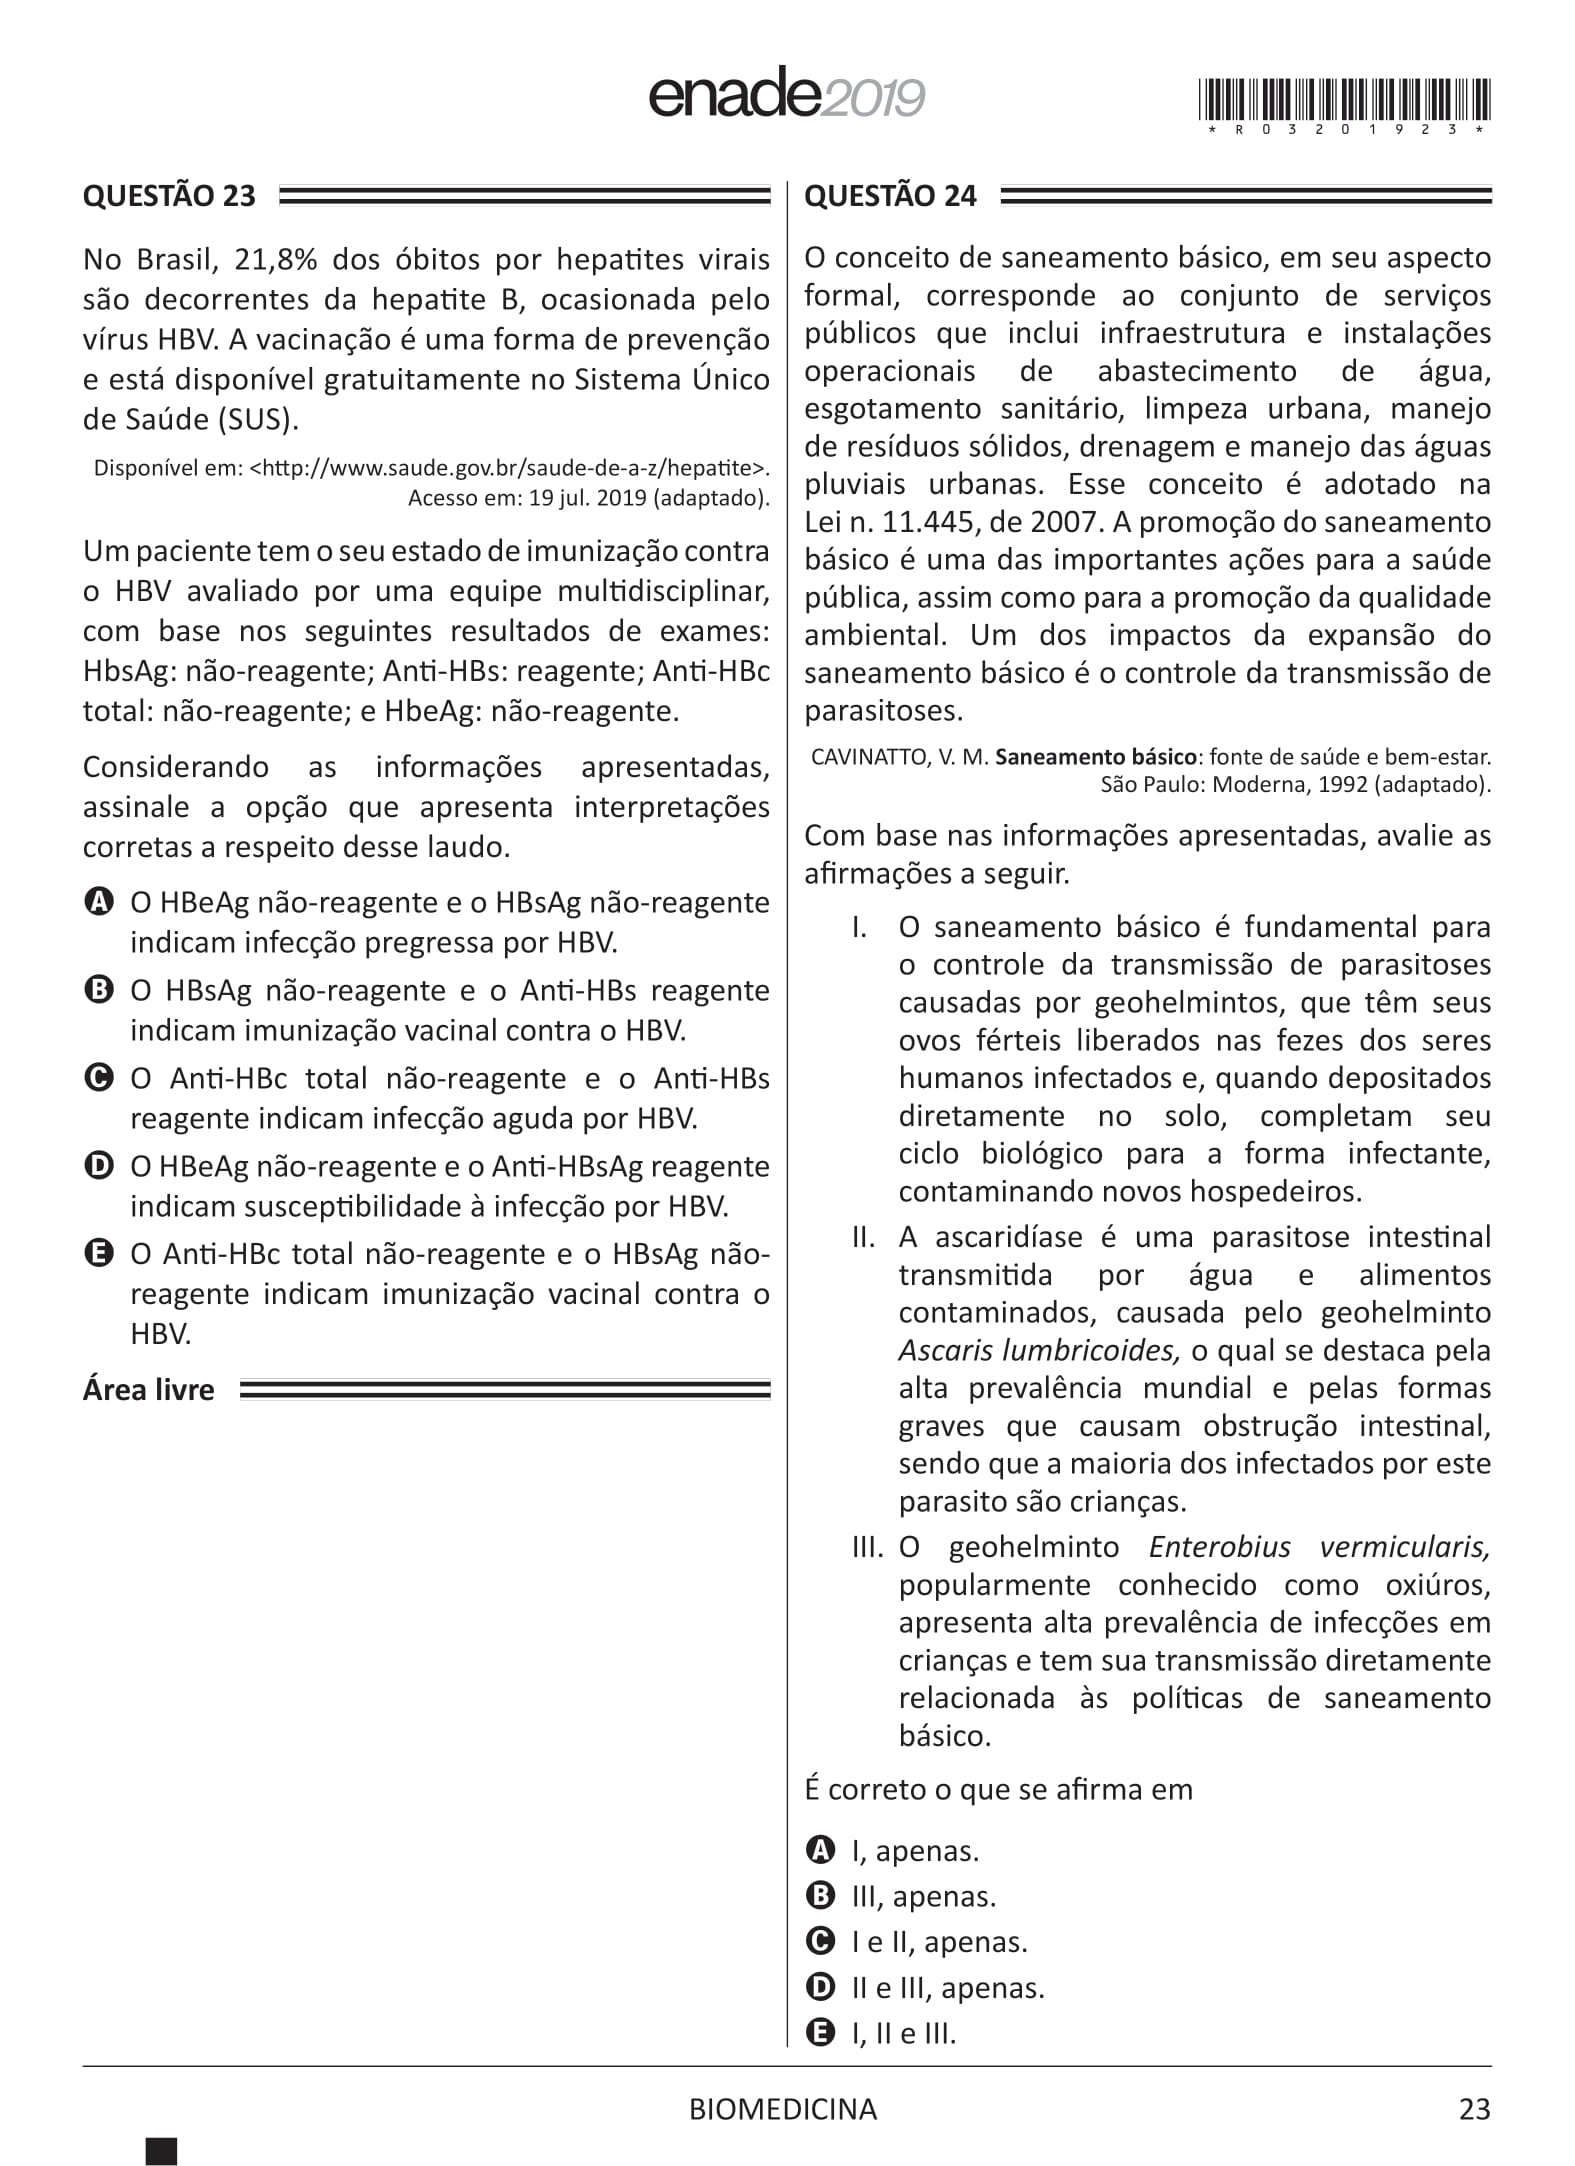 enade2019
*R03201923*
QUESTÃO 23
No Brasil, 21,8% dos óbitos por hepatites virais
são decorrentes da hepatite B, ocasionada pelo
vírus HBV. A vacinação é uma forma de prevenção
e está disponível gratuitamente no Sistema Único
de Saúde (SUS).
Disponível em: <http://www.saude.gov.br/saude-de-a-z/hepatite>.
Acesso em: 19 jul. 2019 (adaptado).
Um paciente tem o seu estado de imunização contra
o HBV avaliado por uma equipe multidisciplinar,
com base nos seguintes resultados de exames:
HbsAg: não-reagente; Anti-HBs: reagente; Anti-HBc
total: não-reagente; e HbeAg: não-reagente.
Considerando as informações apresentadas,
assinale a opção que apresenta interpretações
corretas a respeito desse laudo.
A O HBeAg não-reagente e o HBsAg não-reagente
indicam infecção pregressa por HBV.
B O HBsAg não-reagente e o Anti-HBs reagente
indicam imunização vacinal contra o HBV.
C O Anti-HBc total não-reagente e o Anti-HBs
reagente indicam infecção aguda por HBV.
D O HBeAg não-reagente e o Anti-HBsAg reagente
indicam susceptibilidade à infecção por HBV.
E O Anti-HBc total não-reagente e o HBsAg não-
reagente indicam imunização vacinal contra o
HBV.
Área livre
QUESTÃO 24
O conceito de saneamento básico, em seu aspecto
formal, corresponde ao conjunto de serviços
públicos que inclui infraestrutura e instalações
operacionais de abastecimento de água,
esgotamento sanitário, limpeza urbana, manejo
de resíduos sólidos, drenagem e manejo das águas
pluviais urbanas. Esse conceito é adotado na
Lei n. 11.445, de 2007. A promoção do saneamento
básico é uma das importantes ações para a saúde
pública, assim como para a promoção da qualidade
ambiental. Um dos impactos da expansão do
saneamento básico é o controle da transmissão de
parasitoses.
CAVINATTO, V. M. Saneamento básico: fonte de saúde e bem-estar.
São Paulo: Moderna, 1992 (adaptado).
Com base nas informações apresentadas, avalie as
afirmações a seguir.
I. O saneamento básico é fundamental para
o controle da transmissão de parasitoses
causadas por geohelmintos, que têm seus
ovos férteis liberados nas fezes dos seres
humanos infectados e, quando depositados
diretamente no solo, completam seu
ciclo biológico para a forma infectante,
contaminando novos hospedeiros.
II. A ascaridíase é uma parasitose intestinal
transmitida por água e alimentos
contaminados, causada pelo geohelminto
Ascaris lumbricoides, o qual se destaca pela
alta prevalência mundial e pelas formas
graves que causam obstrução intestinal,
sendo que a maioria dos infectados por este
parasito são crianças.
III. O geohelminto Enterobius vermicularis,
popularmente conhecido como oxiúros,
apresenta alta prevalência de infecções em
crianças e tem sua transmissão diretamente
relacionada às políticas de saneamento
básico.
É correto o que se afirma em
A I, apenas.
B III, apenas.
C I e II, apenas.
D II e III, apenas.
E I, II e III.
BIOMEDICINA
23